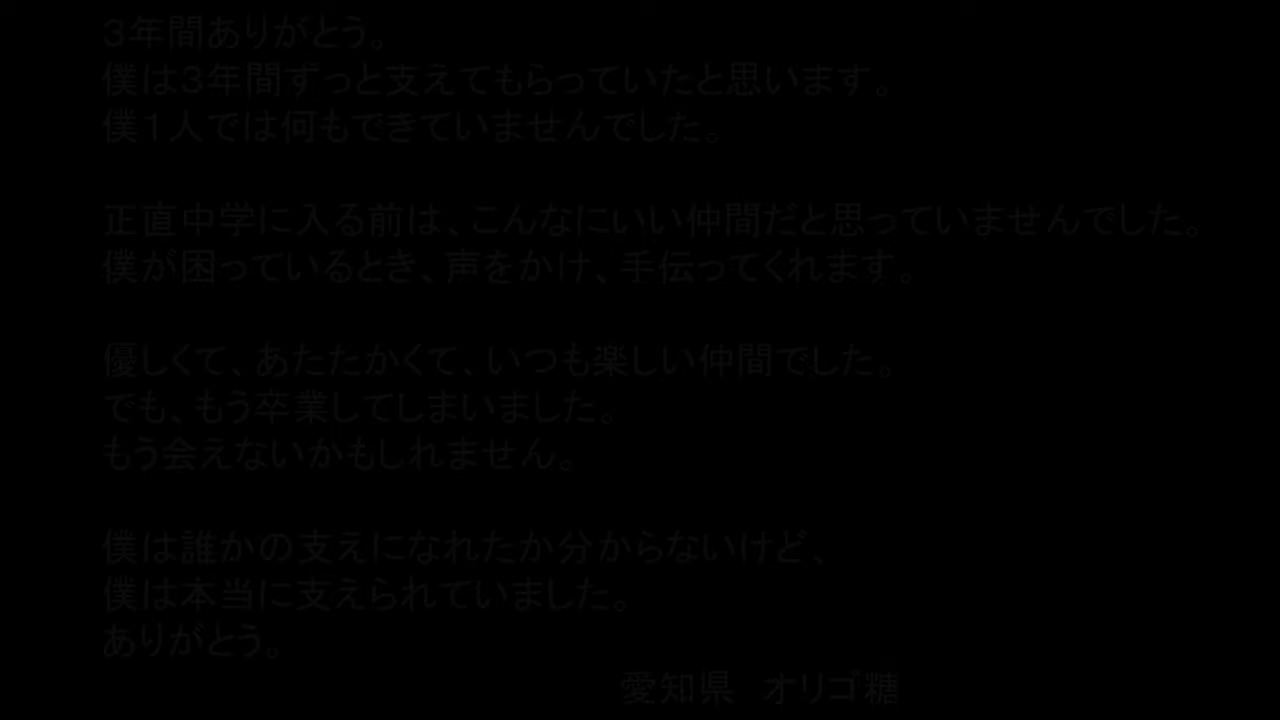 ３年間ありがとう。
僕は３年間ずっと支えてもらっていたと思います。
僕１人では何もできていませんでした。
正直中学に入る前は、こんなにいい仲間だと思っていませんでした。
僕が困っているとき、声をかけ、手伝ってくれます。
優しくて、あたたかくて、いつも楽しい仲間でした。
でも、もう卒業してしまいました。
もう会えないかもしれません。
僕は誰かの支えになれたか分からないけど、
僕は本当に支えられていました。
ありがとう。
愛知県　オリゴ糖